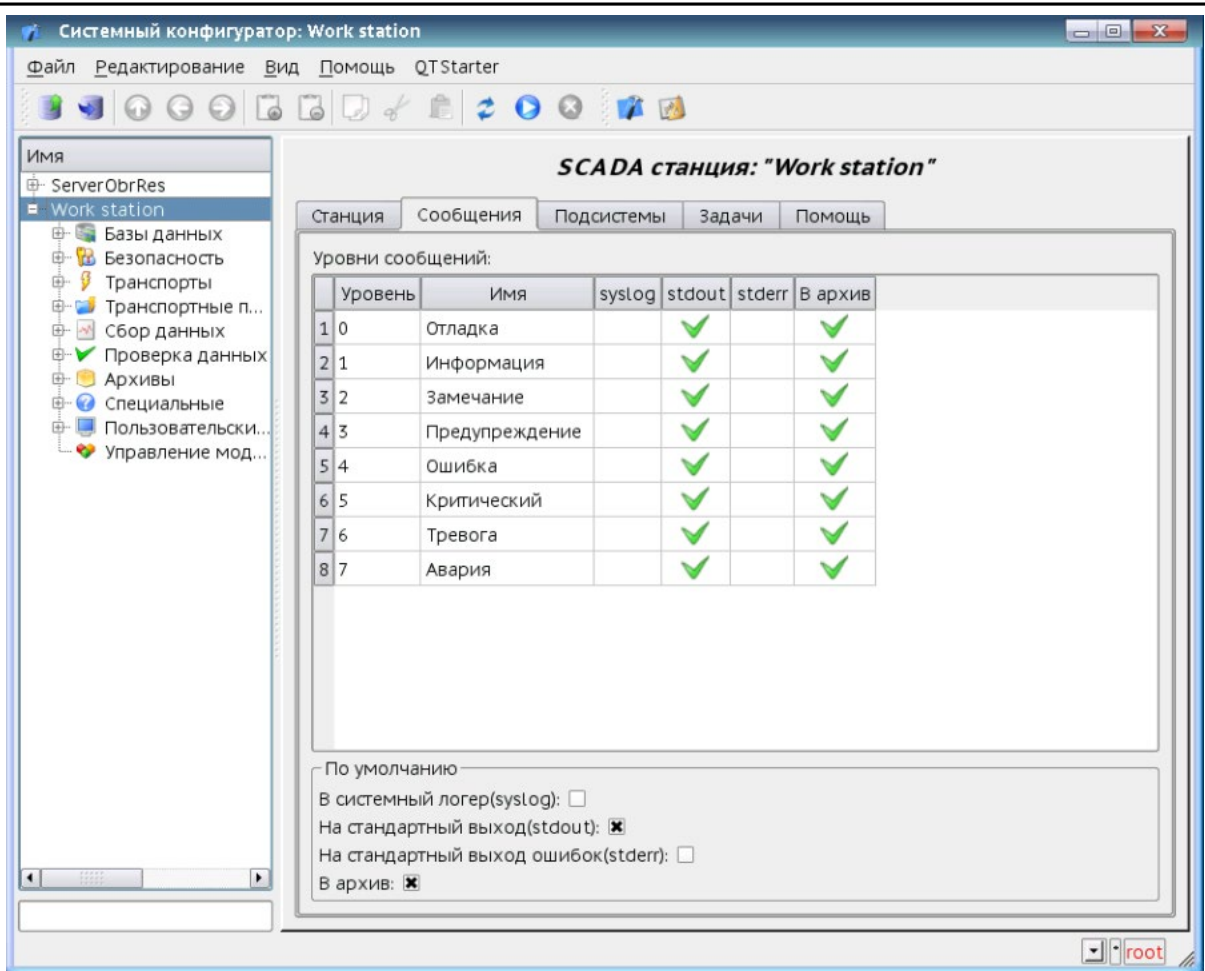 Системный конфигуратор: Work station
Файл Редактирование Вид Помощь QTStarter
Имя
ServerObrRes
Work station
Базы данных
Безопасность
Транспорты
Транспортные п...
Сбор данных
Проверка данных
Архивы
Специальные
Пользовательски...
Управление мод...
SCADA станция: "Work station"
Станция Сообщения Подсистемы Задачи Помощь
Уровни сообщений:
Уровень Имя syslog stdout stderr В архив
1 0 Отладка
2 1 Информация
3 2 Замечание
4 3 Предупреждение
5 4 Ошибка
6 5 Критический
7 6 Тревога
8 7 Авария
По умолчанию
В системный логер(syslog):
На стандартный выход(stdout):
На стандартный выход ошибок(stderr):
В архив:
* root